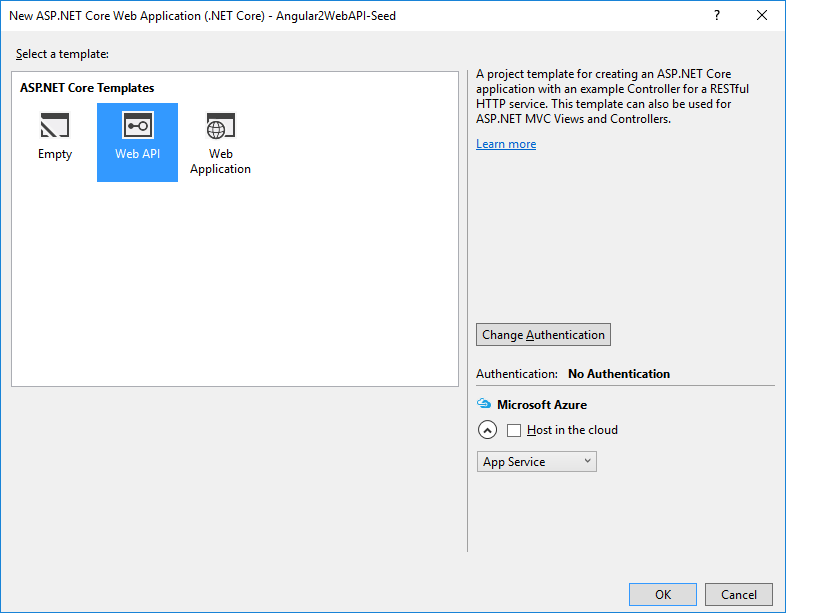 New ASP.NET Core Web Application (.NET Core) - Angular2WebAPI-Seed
?
Select a template:
ASP.NET Core Templates
Empty
Web API
Web
Application
A project template for creating an ASP.NET Core
application with an example Controller for a RESTful
HTTP service. This template can also be used for
ASP.NET MVC Views and Controllers.
Learn more
Change Authentication
Authentication: No Authentication
Microsoft Azure
Host in the cloud
App Service
OK
Cancel